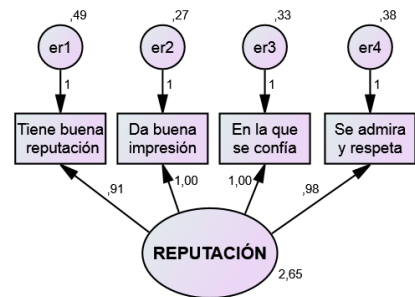 ,49
,27
,33
,38
er1
er2
er3
er4
1
1
1
1
Tiene buena
reputación
Da buena
impresión
En la que
se confía
Se admira
y respeta
,91
1,00
1,00
,98
REPUTACIÓN
2,65